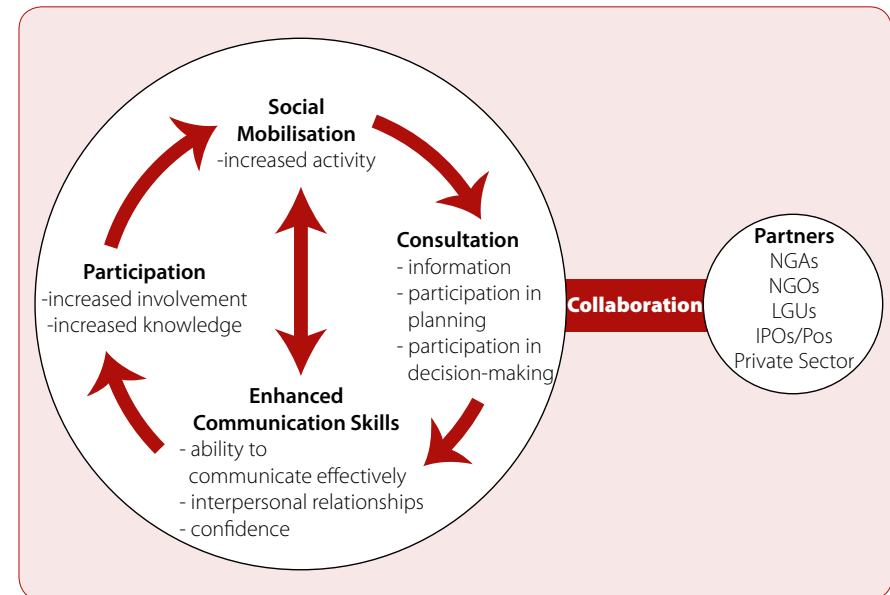 Social
Mobilisation
-increased activity
Consultation
- information
- participation in
planning
- participation in
decision-making
Enhanced
Communication Skills
- ability to
communicate effectively
- interpersonal relationships
- confidence
Participation
-increased involvement
-increased knowledge
Collaboration
Partners
NGAs
NGOs
LGUs
IPOs/Pos
Private Sector